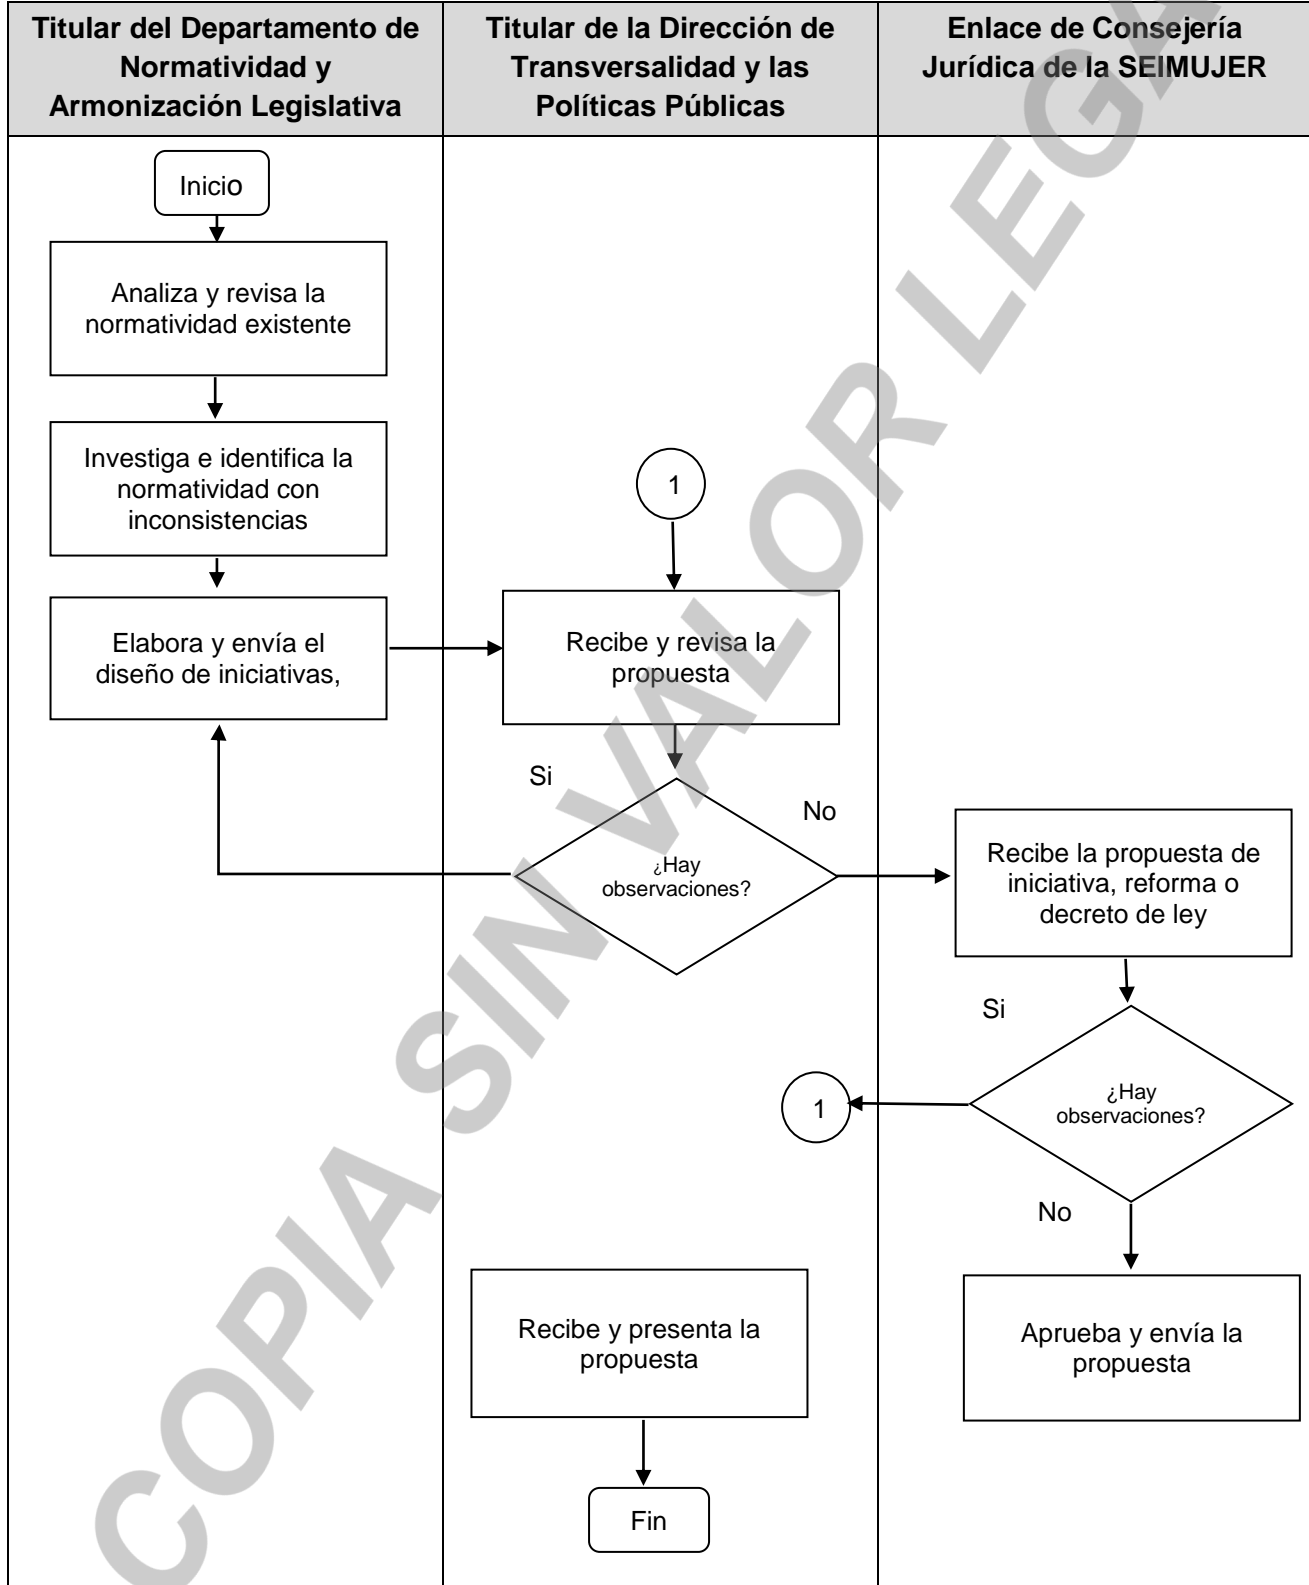 Titular del Departamento de
Normatividad y
Armonización Legislativa
Titular de la Dirección de
Transversalidad y las
Políticas Públicas
Enlace de Consejería
Jurídica de la SEIMUJER
Inicio
Analiza y revisa la
normatividad existente
Investiga e identifica la
normatividad con
inconsistencias
Elabora y envía el
diseño de iniciativas,
1
Recibe y revisa la
propuesta
Si
No
¿Hay
observaciones?
Recibe la propuesta de
iniciativa, reforma o
decreto de ley
Si
¿Hay
observaciones?
1
No
Aprueba y envía la
propuesta
Recibe y presenta la
propuesta
Fin
COPIA SIN VALOR LEGA